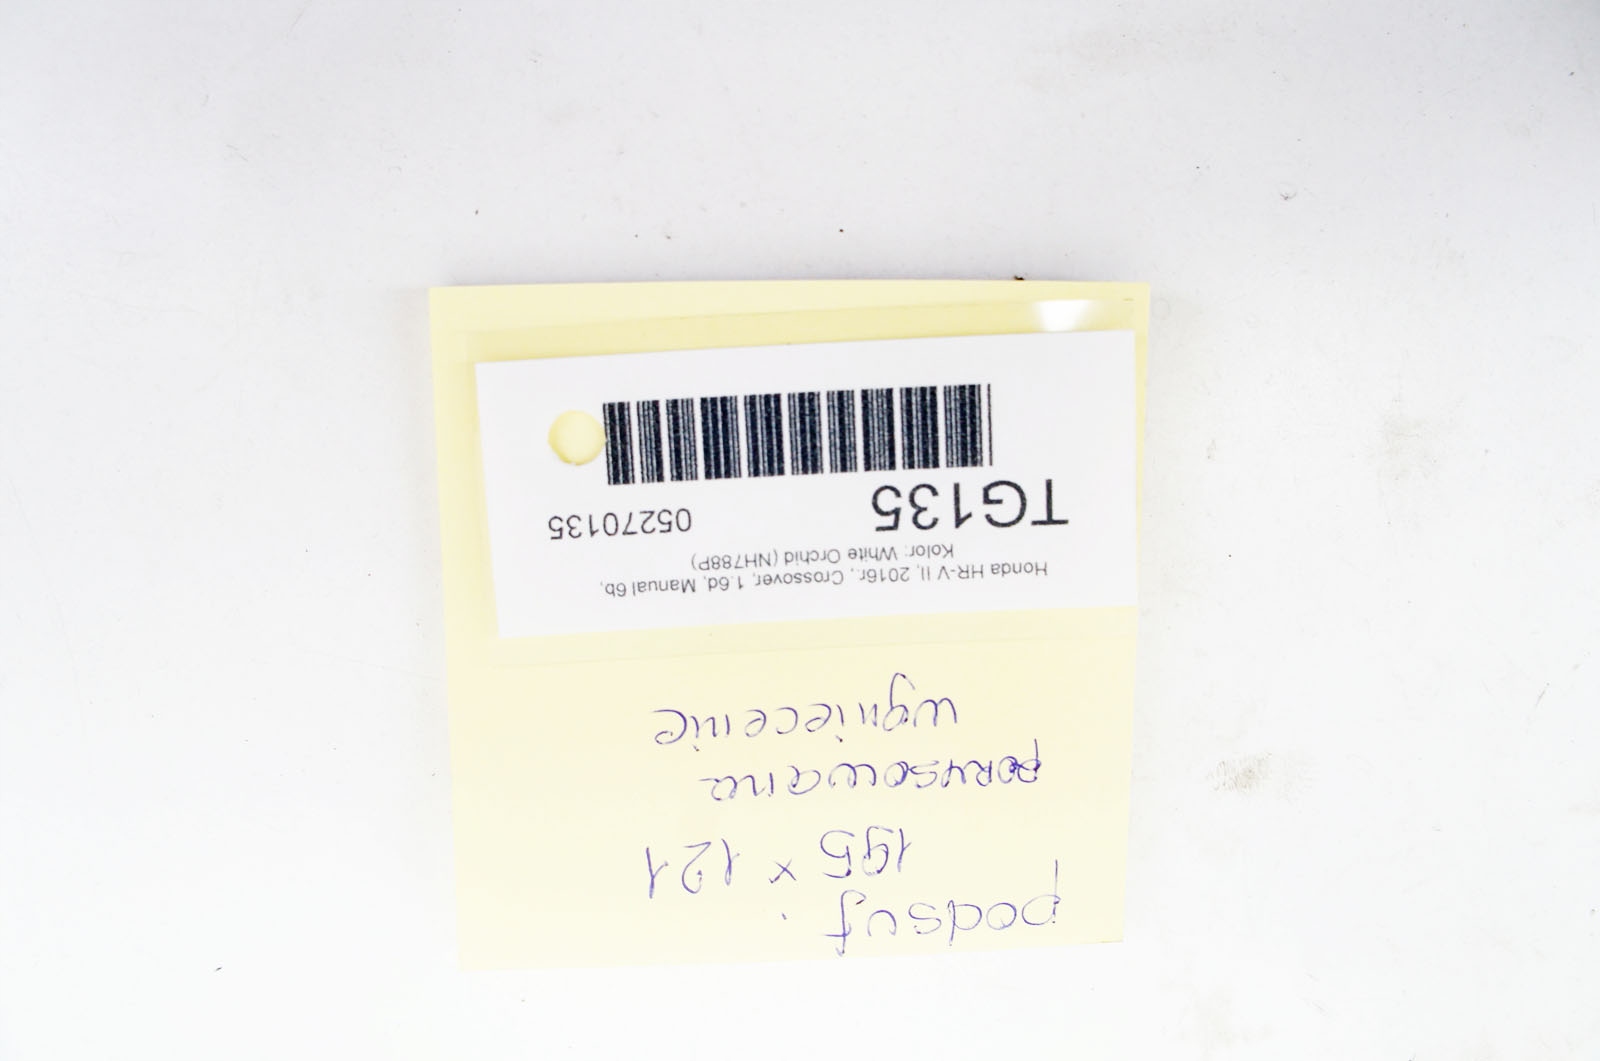 podsuf.
195 x 121
porysowana
wgniecenie
Honda HR-V II, 2016r., Crossover, 1.6d, Manual 6b,
Kolor: White Orchid (NH788P)
TG135 05270135